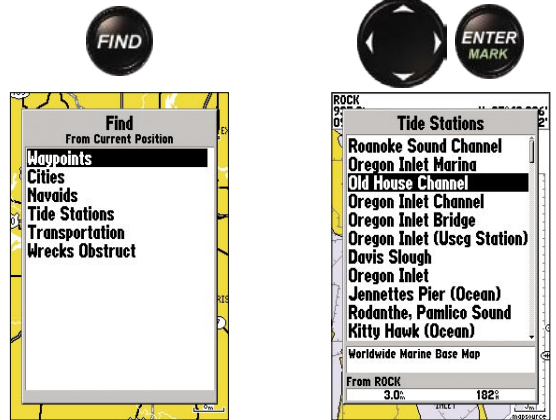 FIND
ENTER
MARK
Find
From Current Position
Waypoints
Cities
Navaids
Tide Stations
Transportation
Wrecks Obstruct
ROCK
Tide Stations
Roanoke Sound Channel
Oregon Inlet Marina
Old House Channel
Oregon Inlet Channel
Oregon Inlet Bridge
Oregon Inlet (Uscg Station)
Davis Slough
Oregon Inlet
Jennettes Pier (Ocean)
Rodanthe, Pamlico Sound
Kitty Hawk (Ocean)
Worldwide Marine Base Map
From ROCK
3.0
182°
mapsource